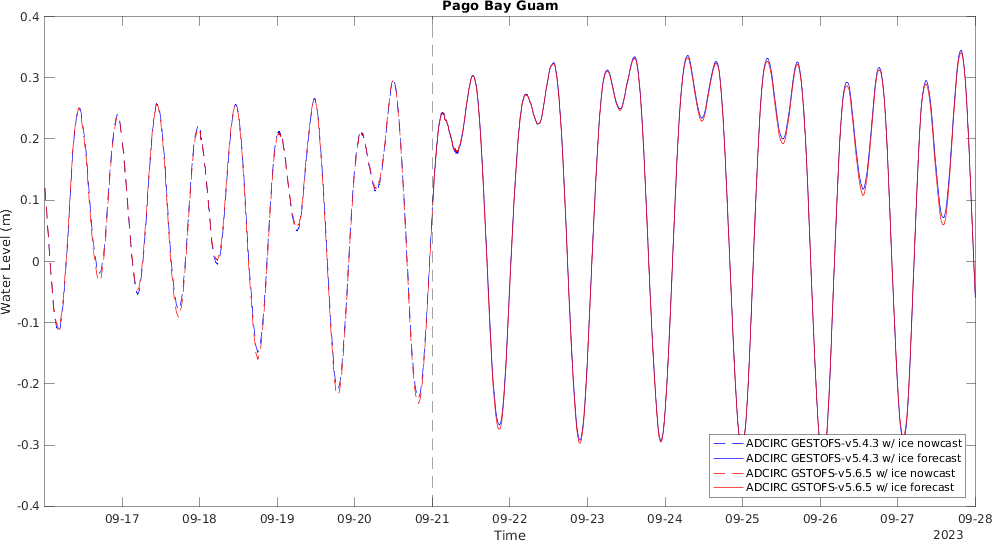 Pago Bay Guam
0.4
0.3
0.2
0.1
0
-0.1
-0.2
-0.3
-0.4
Water Level (m)
ADCIRC GESTOFS-v5.4.3 w/ ice nowcast
ADCIRC GESTOFS-v5.4.3 w/ ice forecast
ADCIRC GSTOFS-v5.6.5 w/ ice nowcast
ADCIRC GSTOFS-v5.6.5 w/ ice forecast
09-17 09-18 09-19 09-20 09-21 09-22 09-23 09-24 09-25 09-26 09-27 09-28
Time
2023